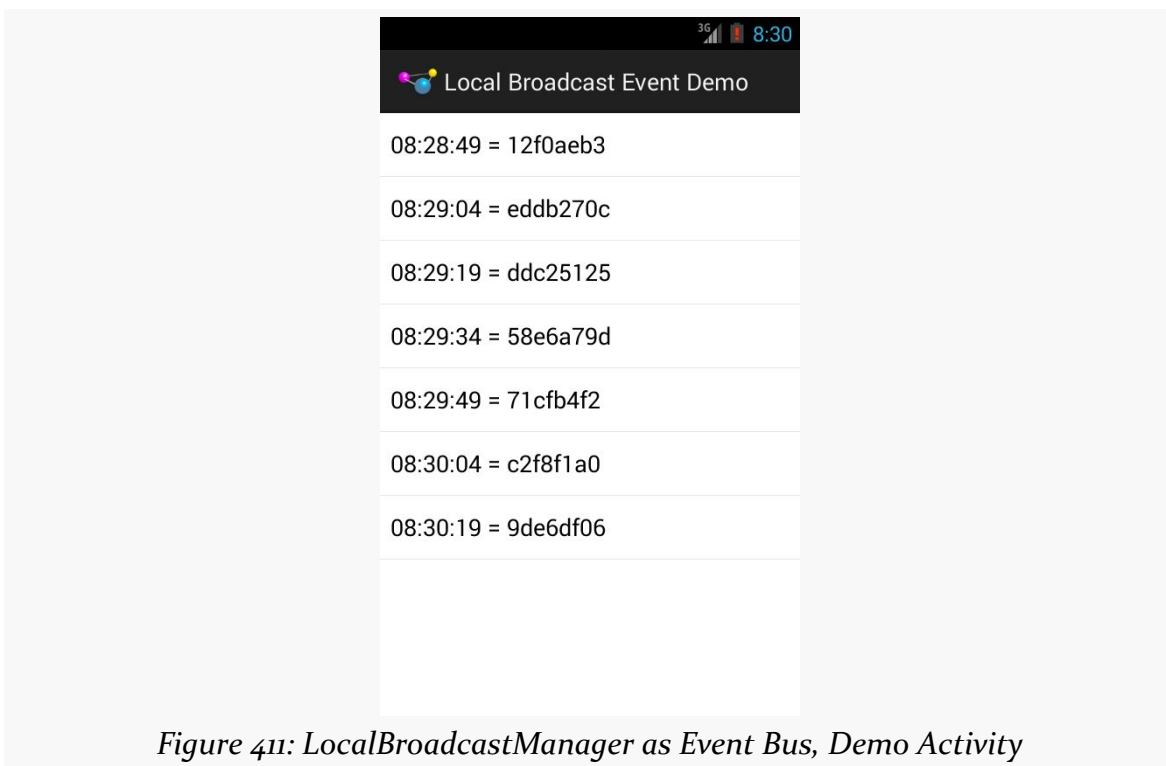 3G 8:30
Local Broadcast Event Demo
08:28:49 = 12f0aeb3
08:29:04 = eddb270c
08:29:19 = ddc25125
08:29:34 = 58e6a79d
08:29:49 = 71cfb4f2
08:30:04 = c2f8f1a0
08:30:19 = 9de6df06
Figure 411: LocalBroadcastManager as Event Bus, Demo Activity